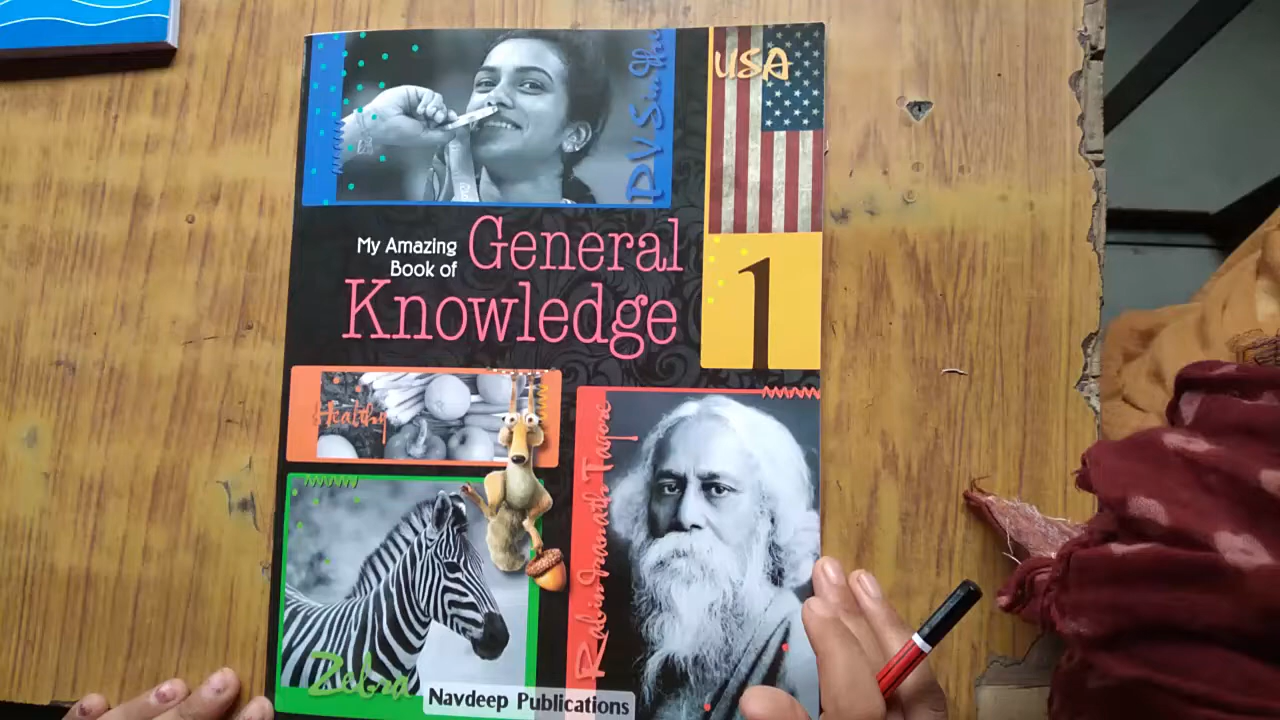 PV Sindhu
USA
My Amazing
Book of
General
Knowledge
1
Healthy
Rabindranath Tagore
Zebra
Navdeep Publications